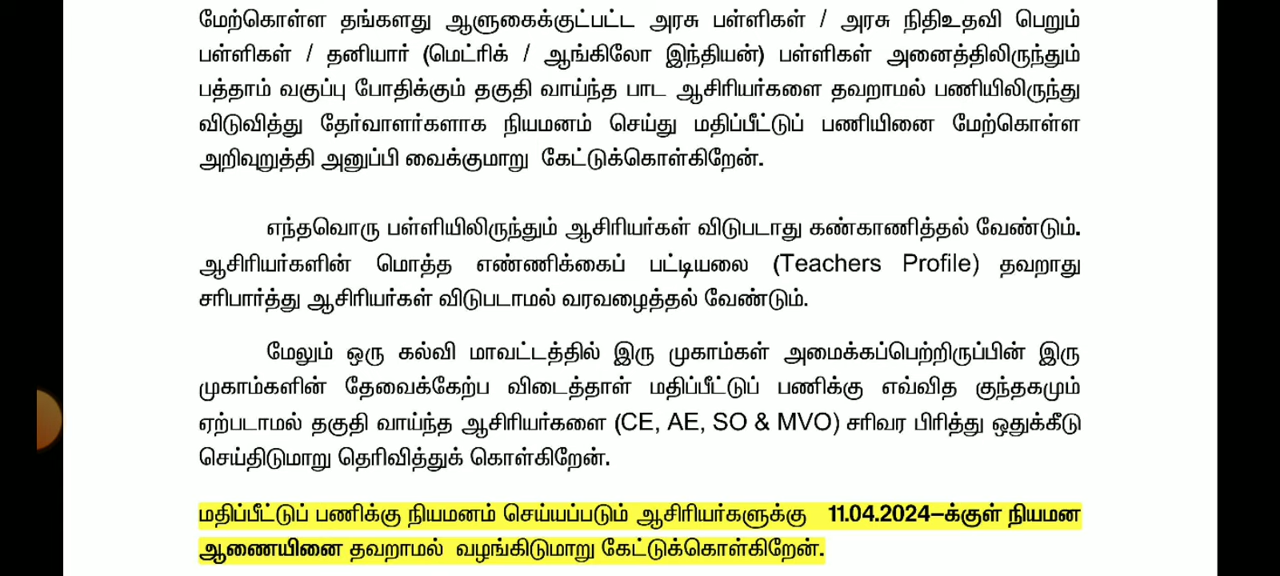 மேற்கொள்ள தங்களது ஆளுகைக்குட்பட்ட அரசு பள்ளிகள் / அரசு நிதிஉதவி பெறும்
பள்ளிகள் / தனியார் (மெட்ரிக் / ஆங்கிலோ இந்தியன்) பள்ளிகள் அனைத்திலிருந்தும்
பத்தாம் வகுப்பு போதிக்கும் தகுதி வாய்ந்த பாட ஆசிரியர்களை தவறாமல் பணியிலிருந்து
விடுவித்து தேர்வாளர்களாக நியமனம் செய்து மதிப்பீட்டுப் பணியினை மேற்கொள்ள
அறிவுறுத்தி அனுப்பி வைக்குமாறு கேட்டுக்கொள்கிறேன்.
எந்தவொரு பள்ளியிலிருந்தும் ஆசிரியர்கள் விடுபடாது கண்காணித்தல் வேண்டும்.
ஆசிரியர்களின் மொத்த எண்ணிக்கைப் பட்டியலை (Teachers Profile) தவறாது
சரிபார்த்து ஆசிரியர்கள் விடுபடாமல் வரவழைத்தல் வேண்டும்.
மேலும் ஒரு கல்வி மாவட்டத்தில் இரு முகாம்கள் அமைக்கப்பெற்றிருப்பின் இரு
முகாம்களின் தேவைக்கேற்ப விடைத்தாள் மதிப்பீட்டுப் பணிக்கு எவ்வித குந்தகமும்
ஏற்படாமல் தகுதி வாய்ந்த ஆசிரியர்களை (CE, AE, SO & MVO) சரிவர பிரித்து ஒதுக்கீடு
செய்திடுமாறு தெரிவித்துக் கொள்கிறேன்.
மதிப்பீட்டுப் பணிக்கு நியமனம் செய்யப்படும் ஆசிரியர்களுக்கு 11.04.2024–க்குள் நியமன
ஆணையினை தவறாமல் வழங்கிடுமாறு கேட்டுக்கொள்கிறேன்.